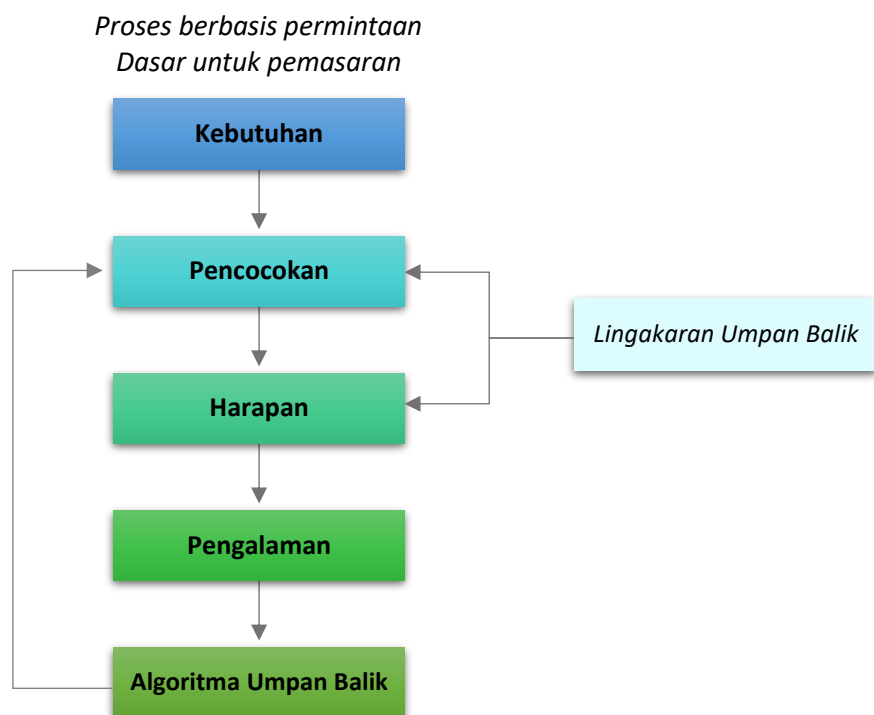 Proses berbasis permintaan
Dasar untuk pemasaran
Kebutuhan
Pencocokan
Lingakaran Umpan Balik
Harapan
Pengalaman
Algoritma Umpan Balik